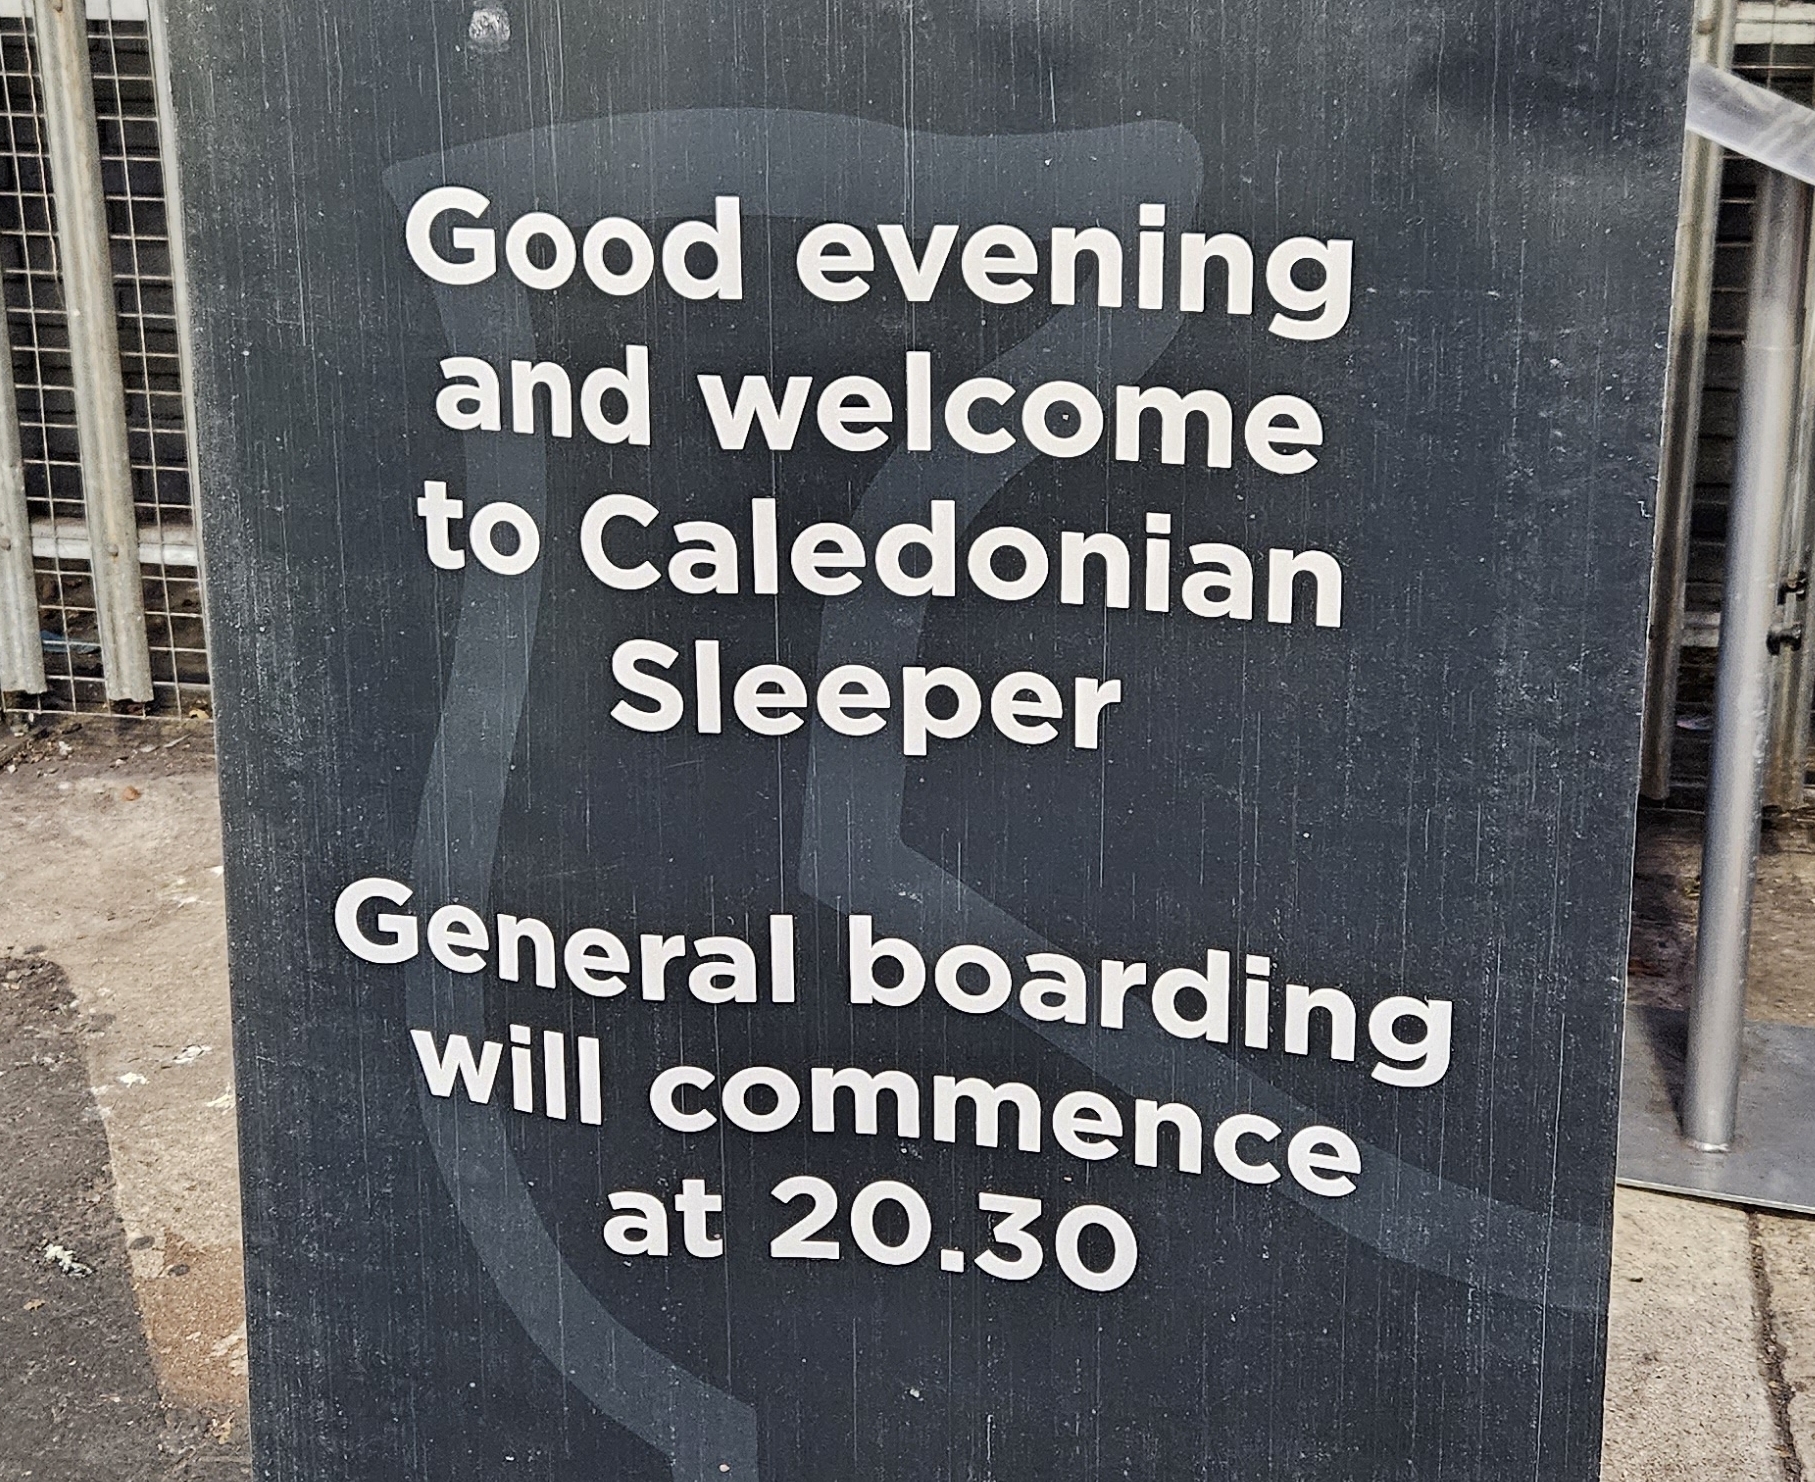 Good evening
and welcome
to Caledonian
Sleeper
General boarding
will commence
at 20.30